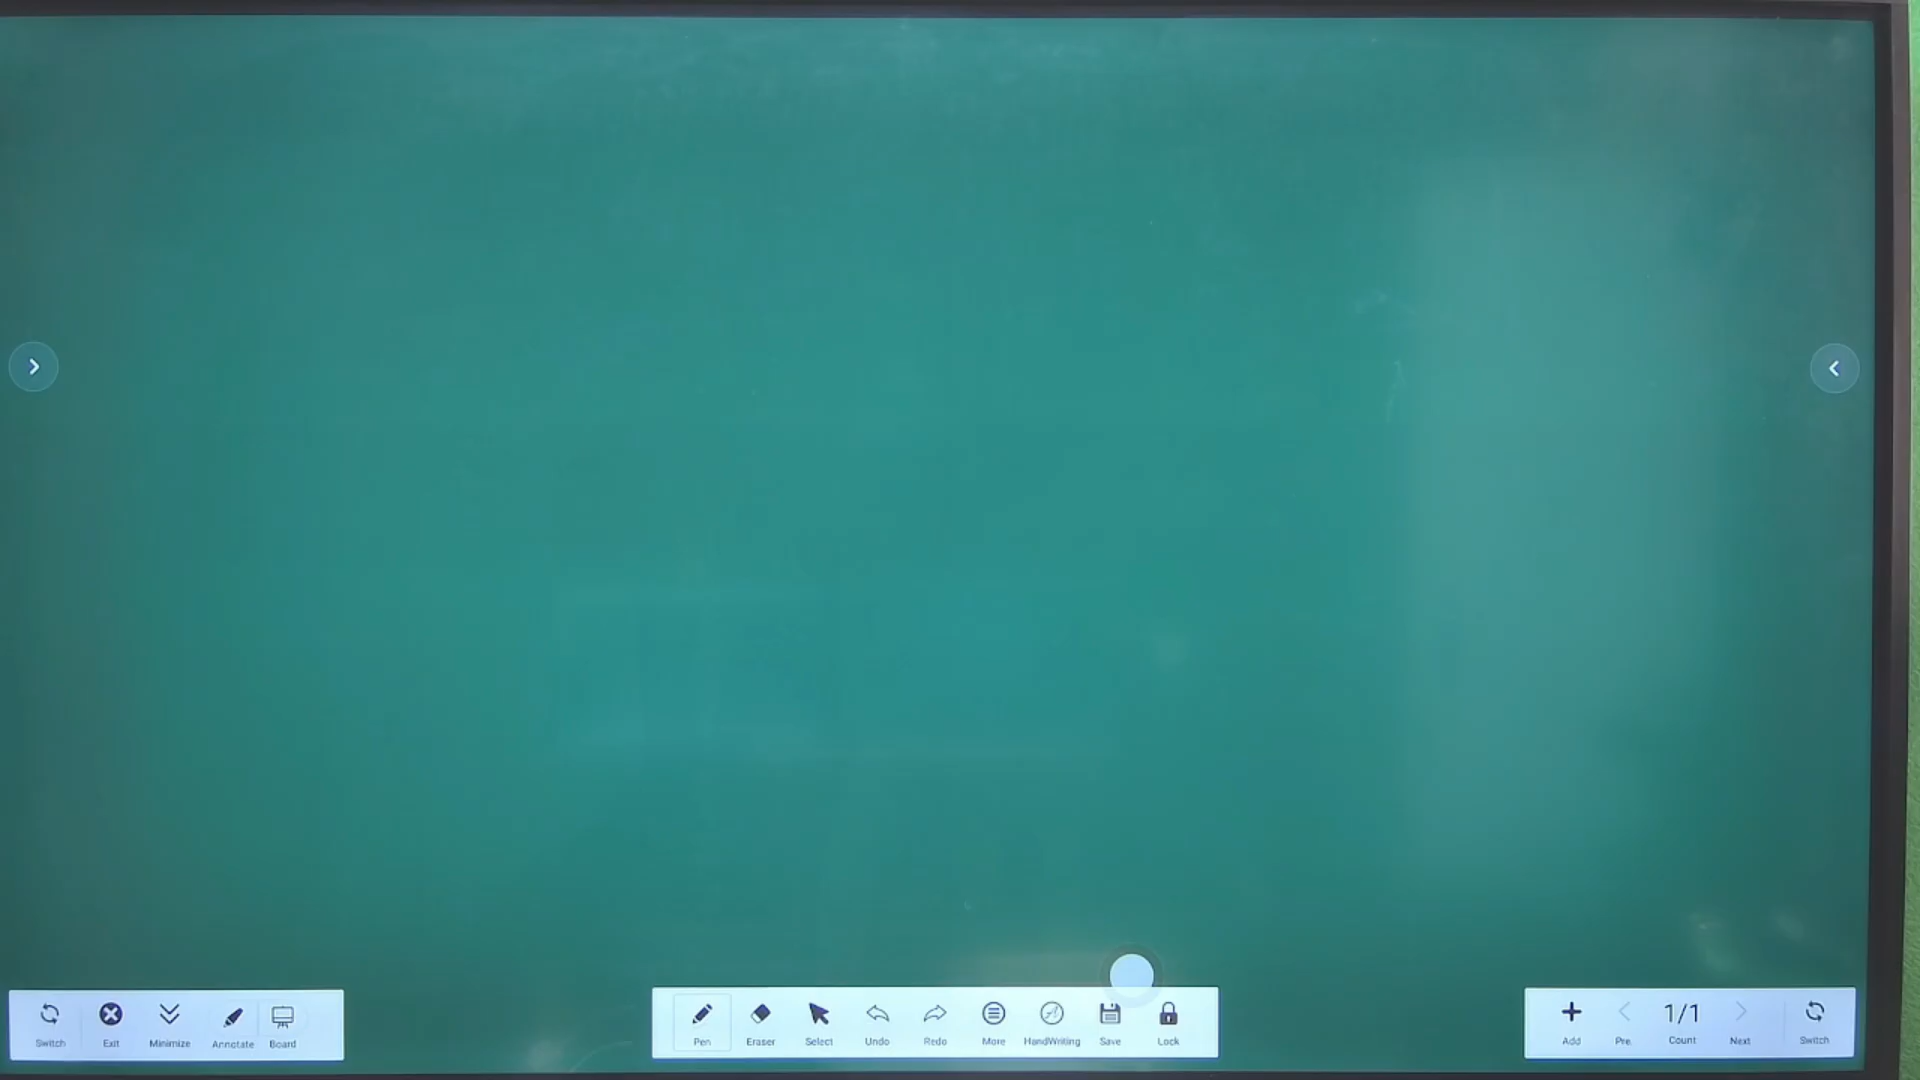 Switch Exit Minimize Annotate Board
Pen Eraser Select Undo Redo More HandWriting Save Lock
1/1
Add Pre. Count Next Switch